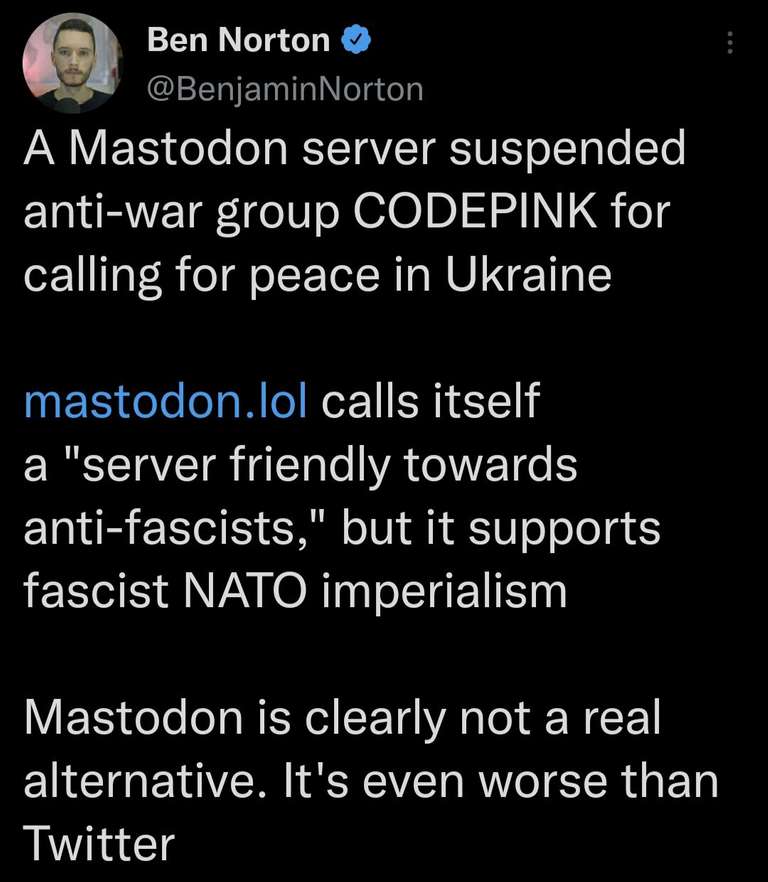 Ben Norton
@BenjaminNorton
A Mastodon server suspended
anti-war group CODEPINK for
calling for peace in Ukraine
mastodon.lol calls itself
a "server friendly towards
anti-fascists," but it supports
fascist NATO imperialism
Mastodon is clearly not a real
alternative. It's even worse than
Twitter